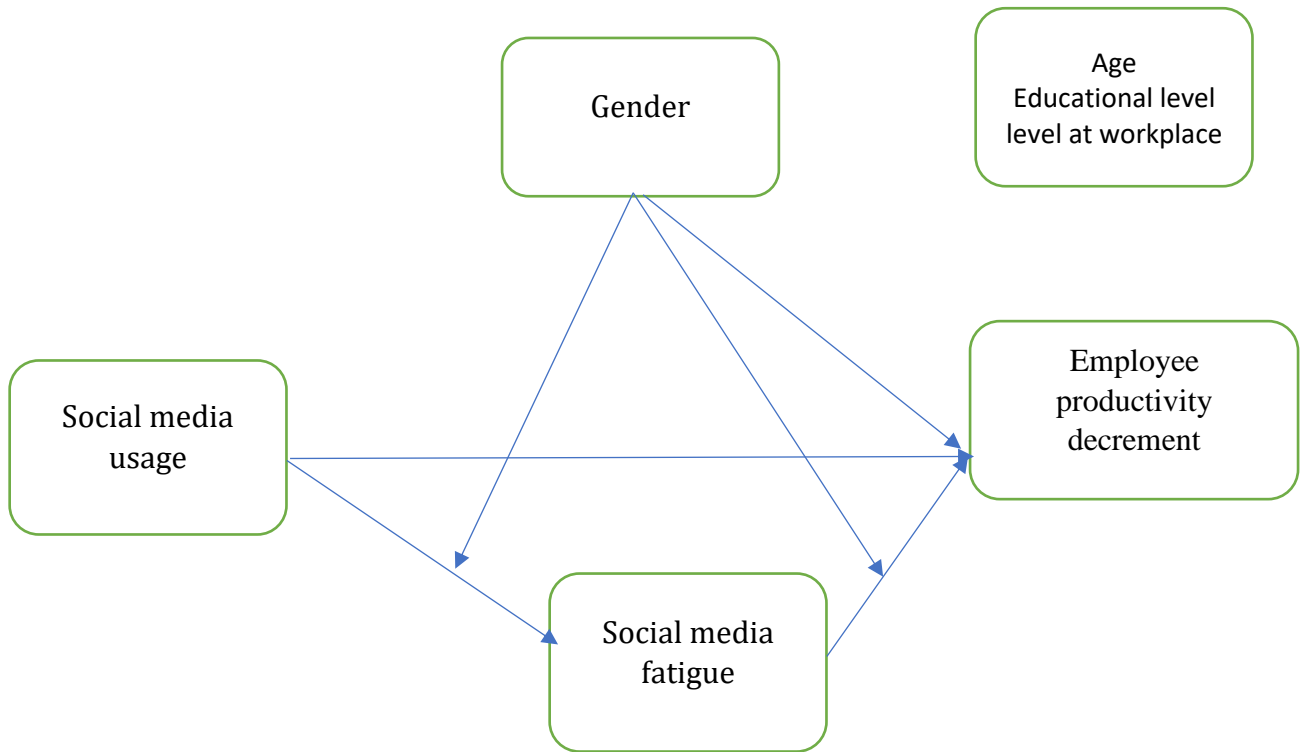 Gender
Age
Educational level
level at workplace
Social media
usage
Employee
productivity
decrement
Social media
fatigue